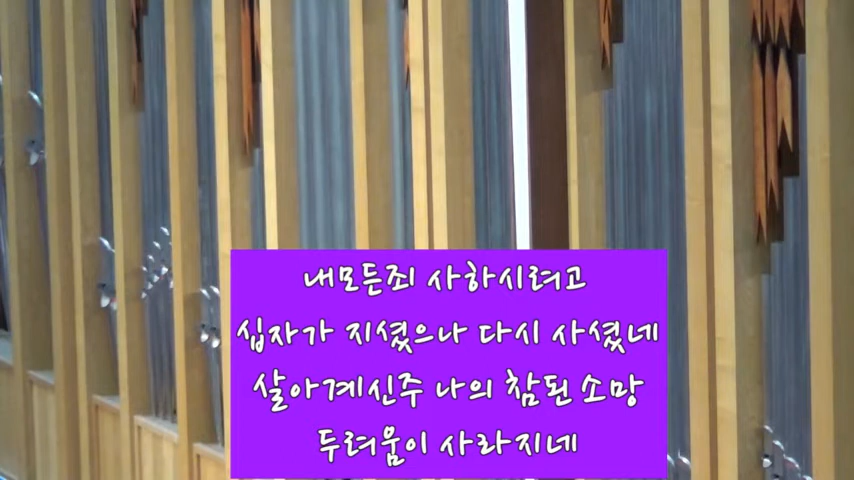 내모든죄 사하시려고
십자가 지셨으나 다시 사셨네
살아계신주 나의 참된 소망
두려움이 사라지네